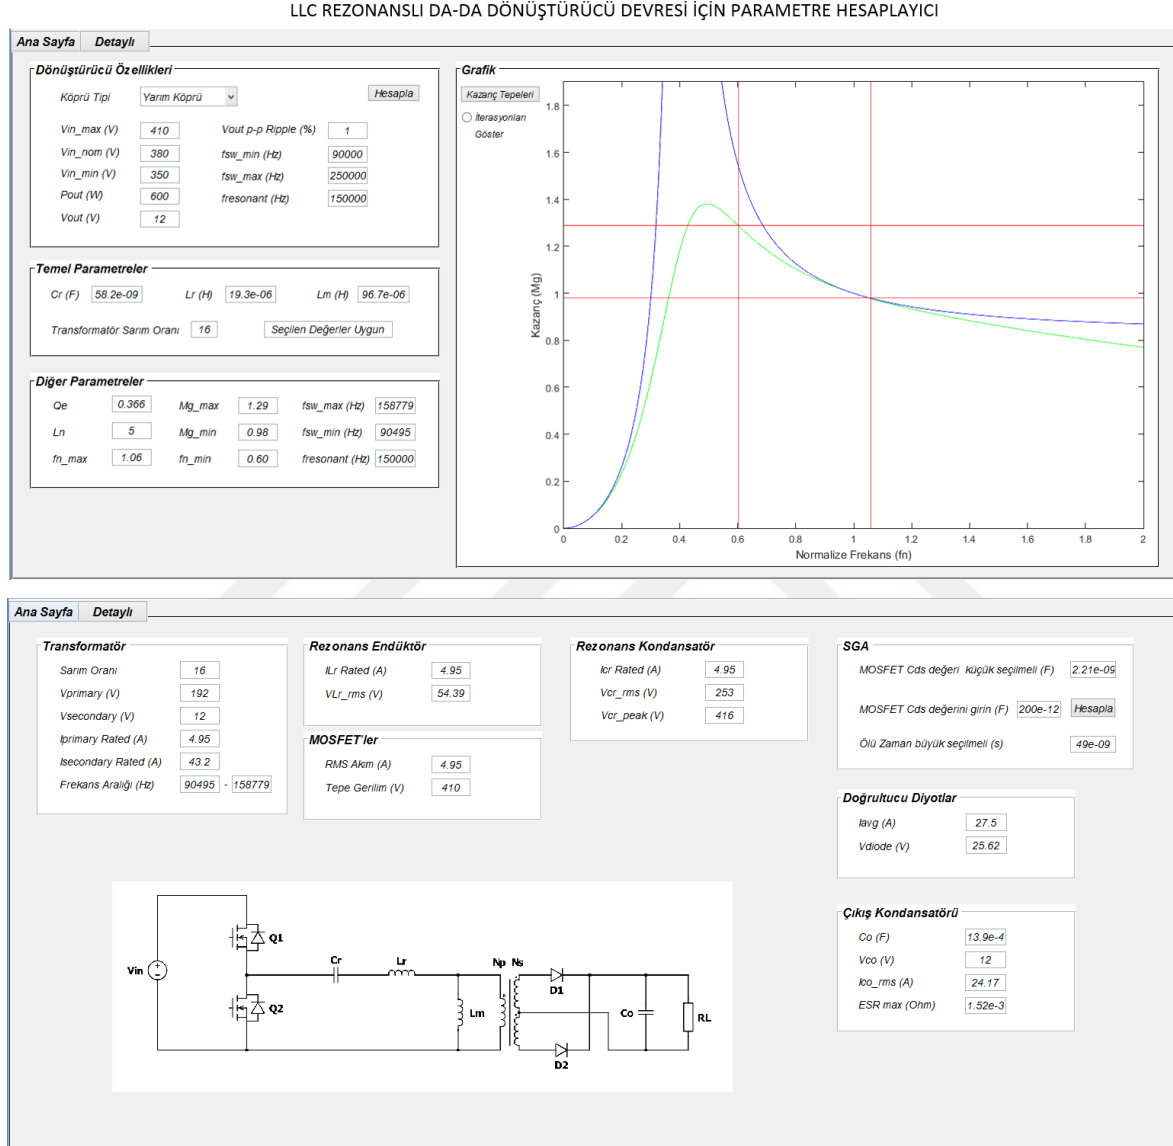 LLC REZONANSLI DA-DA DÖNÜŞTÜRÜCÜ DEVRESİ İÇİN PARAMETRE HESAPLAYICI
Ana Sayfa Detaylı
Dönüştürücü Özellikleri
Köprü Tipi Yarım Köprü Hesapla
Vin_max (V) 410 Vout p-p Ripple (%) 1
Vin_nom (V) 380 fsw_min (Hz) 90000
Vin_min (V) 350 fsw_max (Hz) 250000
Pout (W) 600 fresonant (Hz) 150000
Vout (V) 12
Temel Parametreler
Cr (F) 58.2e-09 Lr (H) 19.3e-06 Lm (H) 96.7e-06
Transformatör Sarım Oranı 16 Seçilen Değerler Uygun
Diğer Parametreler
Qe 0.366 Mg_max 1.29 fsw_max (Hz) 158779
Ln 5 Mg_min 0.98 fsw_min (Hz) 90495
fn_max 1.06 fn_min 0.60 fresonant (Hz) 150000
Grafik
Kazanç Tepeleri
İterasyonları
Göster
Kazanç (Mg)
1.8
1.6
1.4
1.2
1
0.8
0.6
0.4
0.2
0
0 0.2 0.4 0.6 0.8 1 1.2 1.4 1.6 1.8 2
Normalize Frekans (fn)
Ana Sayfa Detaylı
Transformatör
Sarım Oranı 16
Vprimary (V) 192
Vsecondary (V) 12
Iprimary Rated (A) 4.95
Isecondary Rated (A) 43.2
Frekans Aralığı (Hz) 90495 - 158779
Rezonans Endüktör
ILr Rated (A) 4.95
VLr_rms (V) 54.39
MOSFET'ler
RMS Akım (A) 4.95
Tepe Gerilim (V) 410
Rezonans Kondansatör
Icr Rated (A) 4.95
Vcr_rms (V) 253
Vcr_peak (V) 416
SGA
MOSFET Cds değeri küçük seçilmeli (F) 2.21e-09
MOSFET Cds değerini girin (F) 200e-12 Hesapla
Ölü Zaman büyük seçilmeli (s) 49e-09
Doğrultucu Diyotlar
Iavg (A) 27.5
Vdiode (V) 25.62
Çıkış Kondansatörü
Co (F) 13.9e-4
Vco (V) 12
Ico_rms (A) 24.17
ESR max (Ohm) 1.52e-3
Vin
Q1
Q2
Cr
Lr
Lm
Np Ns
D1
D2
Co
RL